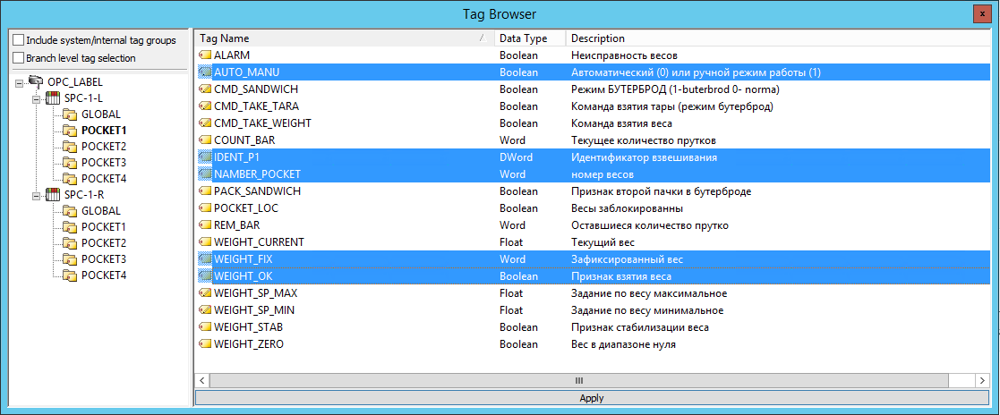 Tag Browser
x
Include system/internal tag groups
Branch level tag selection
OPC_LABEL
SPC-1-L
GLOBAL
POCKET1
POCKET2
POCKET3
POCKET4
SPC-1-R
GLOBAL
POCKET1
POCKET2
POCKET3
POCKET4
Tag Name Data Type Description
ALARM Boolean Неисправность весов
AUTO_MANU Boolean Автоматический (0) или ручной режим работы (1)
CMD_SANDWICH Boolean Режим БУТЕРБРОД (1-buterbrod 0- norma)
CMD_TAKE_TARA Boolean Команда взятия тары (режим бутерброд)
CMD_TAKE_WEIGHT Boolean Команда взятия веса
COUNT_BAR Word Текущее количество прутков
IDENT_P1 DWord Идентификатор взвешивания
NAMBER_POCKET Word номер весов
PACK_SANDWICH Boolean Признак второй пачки в бутерброде
POCKET_LOC Boolean Весы заблокированны
REM_BAR Word Оставшиеся количество прутко
WEIGHT_CURRENT Float Текущий вес
WEIGHT_FIX Word Зафиксированный вес
WEIGHT_OK Boolean Признак взятия веса
WEIGHT_SP_MAX Float Задание по весу максимальное
WEIGHT_SP_MIN Float Задание по весу минимальное
WEIGHT_STAB Boolean Признак стабилизации веса
WEIGHT_ZERO Boolean Вес в диапазоне нуля
Apply